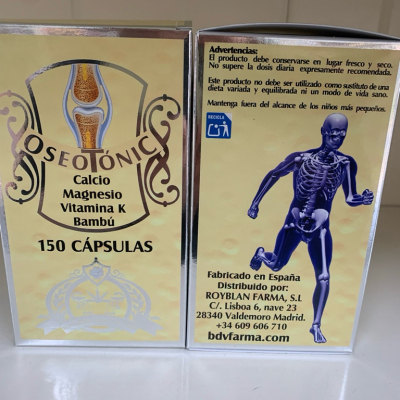 OSEOTÓNIC
Calcio
Magnesio
Vitamina K
Bambú
150 CÁPSULAS
Advertencias:
El producto debe conservarse en lugar fresco y seco.
No supere la dosis diaria expresamente recomendada.
Este producto no debe ser utilizado como sustituto de una
dieta variada y equilibrada ni un modo de vida sano.
Mantenga fuera del alcance de los niños más pequeños.
RECICLA
Fabricado en España
Distribuido por:
ROYBLAN FARMA, S.L
C/. Lisboa 6, nave 23
28340 Valdemoro Madrid.
+34 609 606 710
bdvfarma.com